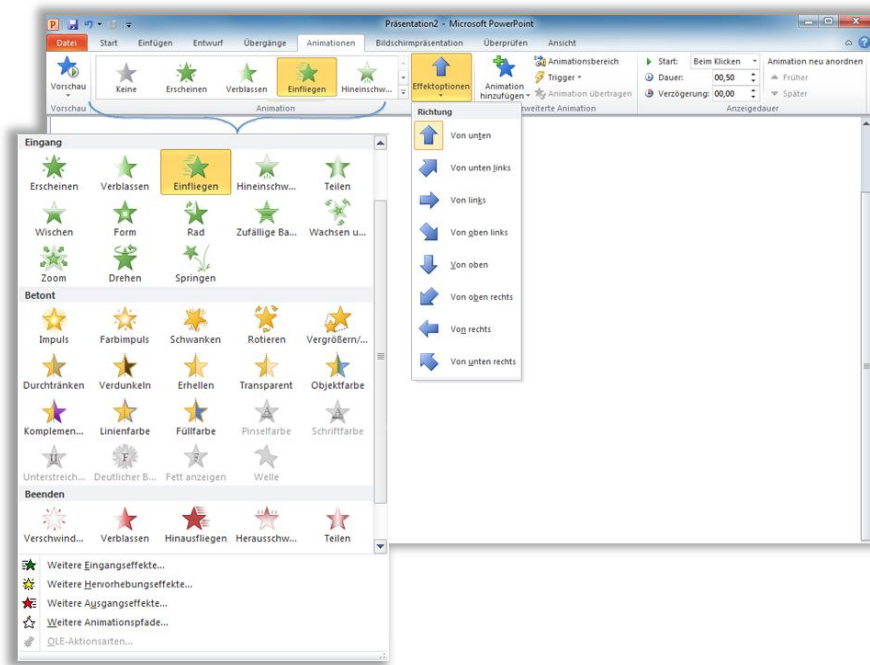 Präsentation2 - Microsoft PowerPoint
Datei Start Einfügen Entwurf Übergänge Animationen Bildschirmpräsentation Überprüfen Ansicht
Vorschau
Keine Erscheinen Verblassen Einfliegen Hineinschw...
Effektoptionen
Animation hinzufügen
Animationsbereich
Trigger
Animation übertragen
Start: Beim Klicken
Dauer: 00,50
Verzögerung: 00,00
Animation neu anordnen
Früher
Später
Vorschau Animation eiterte Animation Anzeigedauer
Richtung
Von unten
Von unten links
Von links
Von oben links
Von oben
Von oben rechts
Von rechts
Von unten rechts
Eingang
Erscheinen Verblassen Einfliegen Hineinschw... Teilen
Wischen Form Rad Zufällige Ba... Wachsen u...
Zoom Drehen Springen
Betont
Impuls Farbimpuls Schwanken Rotieren Vergrößern/...
Durchtränken Verdunkeln Erhellen Transparent Objektfarbe
Komplemen... Linienfarbe Füllfarbe Pinselfarbe Schriftfarbe
Unterstreich... Deutlicher B... Fett anzeigen Welle
Beenden
Verschwind... Verblassen Hinausfliegen Herausschw... Teilen
Weitere Eingangseffekte...
Weitere Hervorhebungseffekte...
Weitere Ausgangseffekte...
Weitere Animationspfade...
OLE-Aktionsarten...